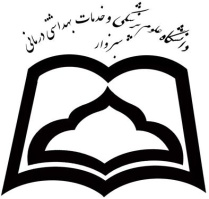 دانشگاه علوم پزشکی و خدمات بهداشتی درمانی
سبزوار